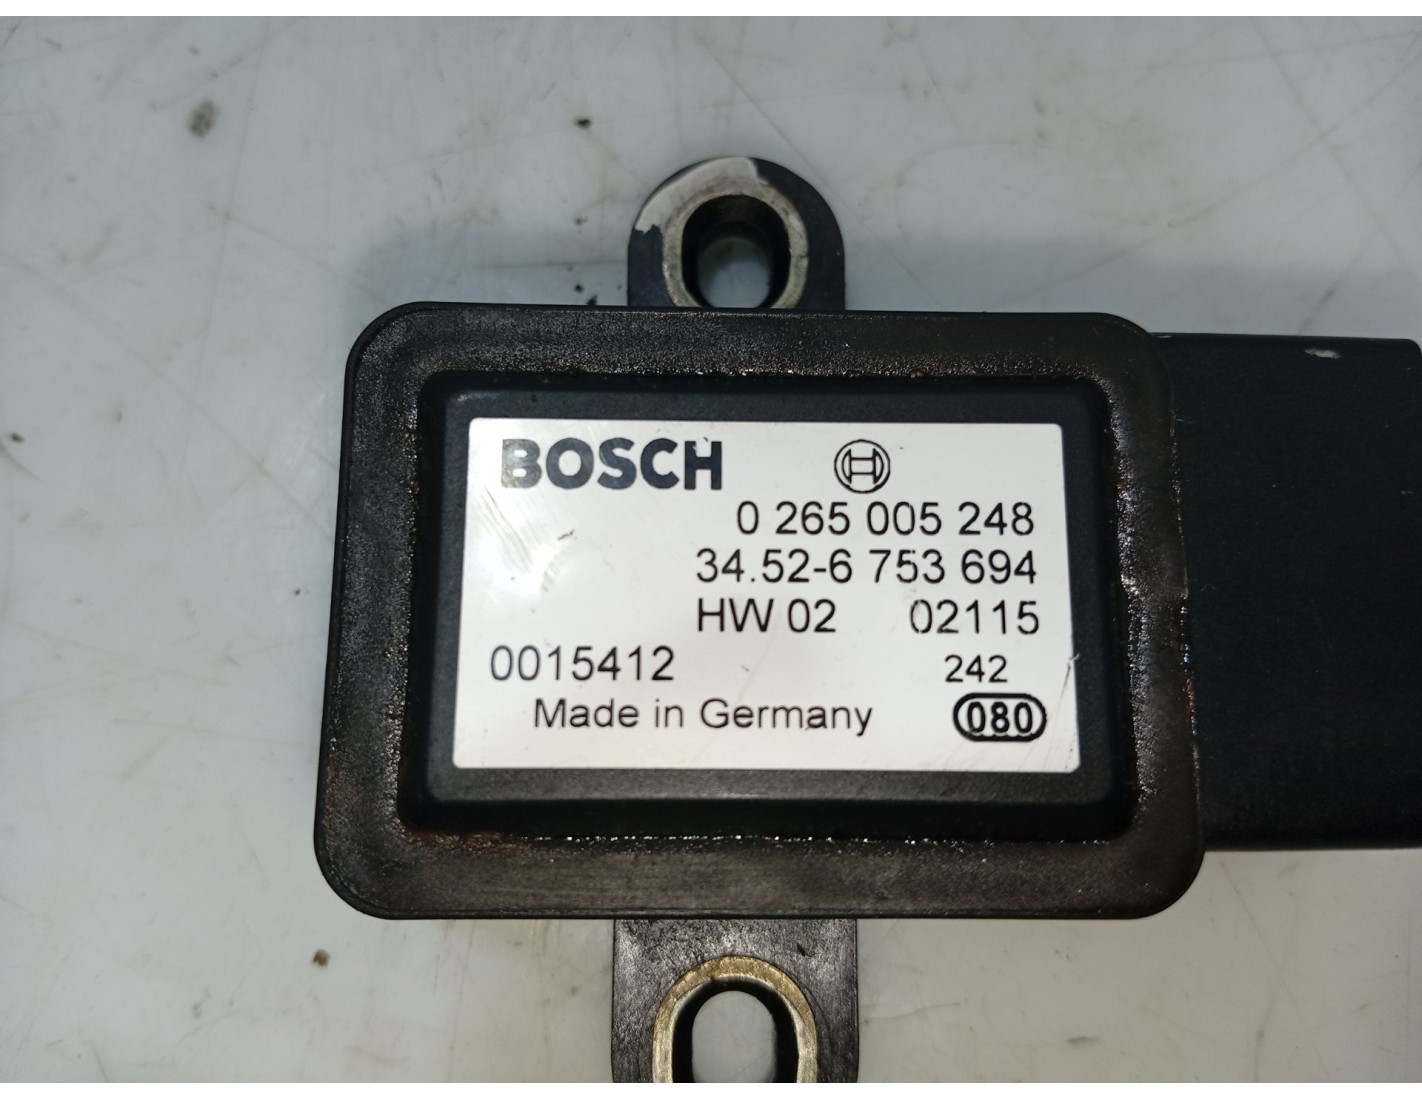 BOSCH
0 265 005 248
34.52-6 753 694
HW 02 02115
0015412 242
Made in Germany 080